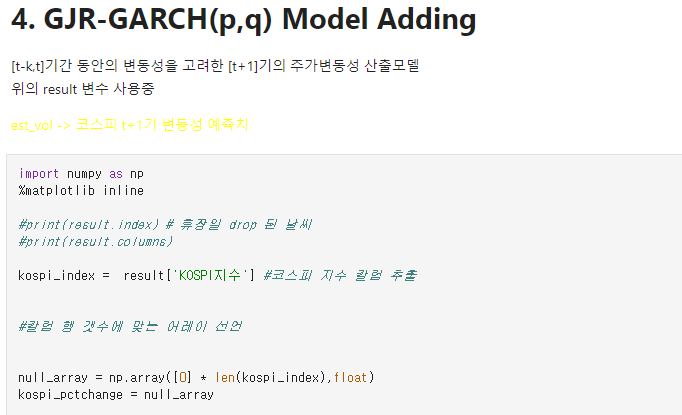 4. GJR-GARCH(p,q) Model Adding
[t-k,t]기간 동안의 변동성을 고려한 [t+1]기의 주가변동성 산출모델
위의 result 변수 사용중
est_vol -> 코스피 t+1기 변동성 예측치
import numpy as np
%matplotlib inline
#print(result.index) # 휴장일 drop 된 날씨
#print(result.columns)
kospi_index =  result['KOSPI지수'] #코스피 지수 칼럼 추출
#칼럼 행 갯수에 맞는 어레이 선언
null_array = np.array([0] * len(kospi_index),float)
kospi_pctchange = null_array